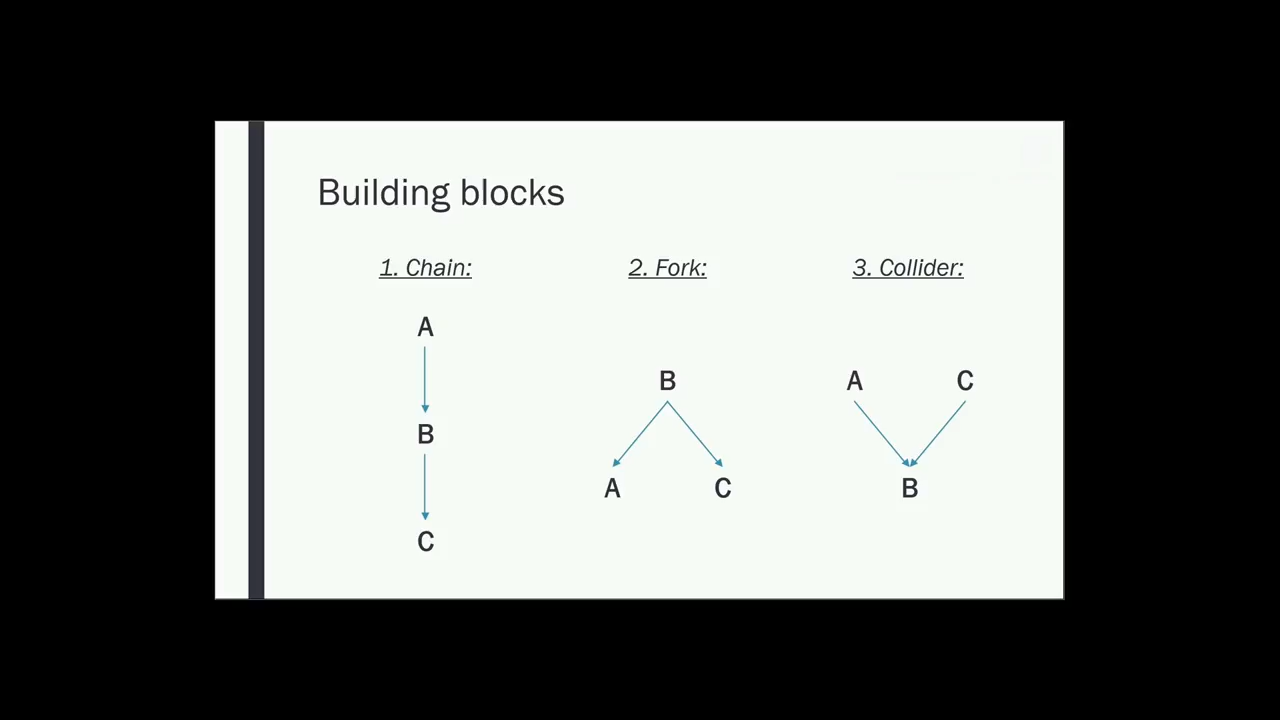 Building blocks
1. Chain:
A
B
C
2. Fork:
B
A C
3. Collider:
A C
B